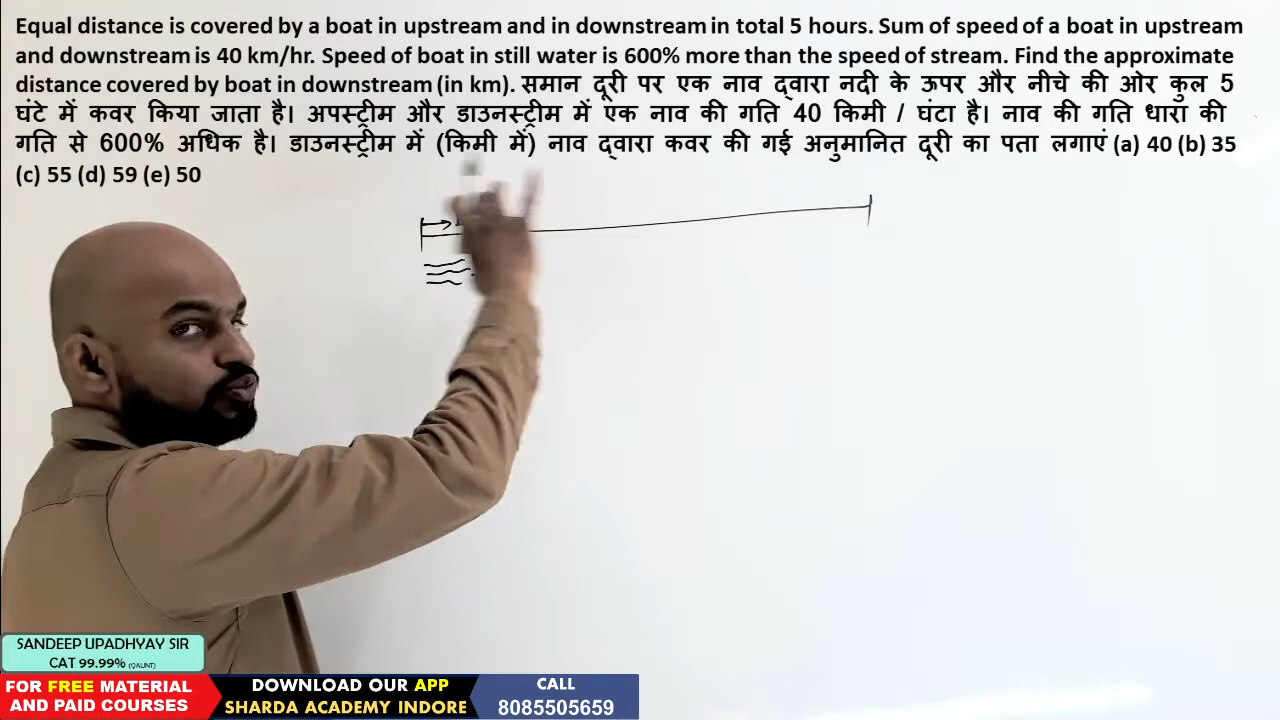 Equal distance is covered by a boat in upstream and in downstream in total 5 hours. Sum of speed of a boat in upstream
and downstream is 40 km/hr. Speed of boat in still water is 600% more than the speed of stream. Find the approximate
distance covered by boat in downstream (in km). समान दूरी पर एक नाव द्वारा नदी के ऊपर और नीचे की ओर कुल 5
घंटे में कवर किया जाता है। अपस्ट्रीम और डाउनस्ट्रीम में एक नाव की गति 40 किमी / घंटा है। नाव की गति धारा की
गति से 600% अधिक है। डाउनस्ट्रीम में (किमी में) नाव द्वारा कवर की गई अनुमानित दूरी का पता लगाएं (a) 40 (b) 35
(c) 55 (d) 59 (e) 50
SANDEEP UPADHYAY SIR
CAT 99.99% (QAUNT)
FOR FREE MATERIAL
AND PAID COURSES
DOWNLOAD OUR APP
SHARDA ACADEMY INDORE
CALL
8085505659